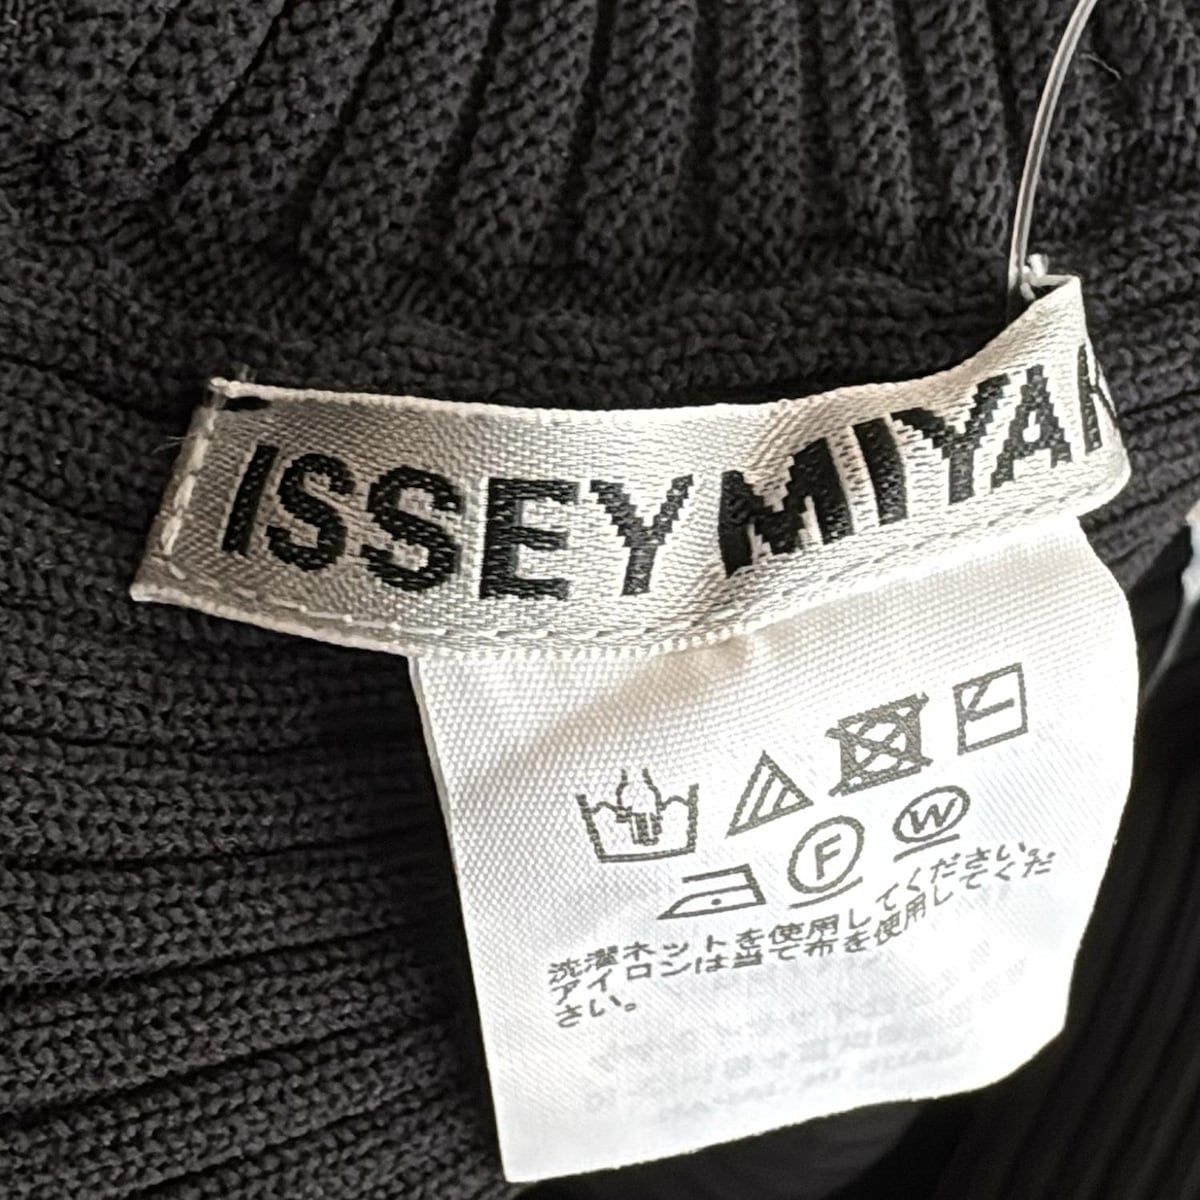 ISSEY MIYAK
F
W
洗濯ネットを使用してください。
アイロンは当て布を使用してくだ
さい。